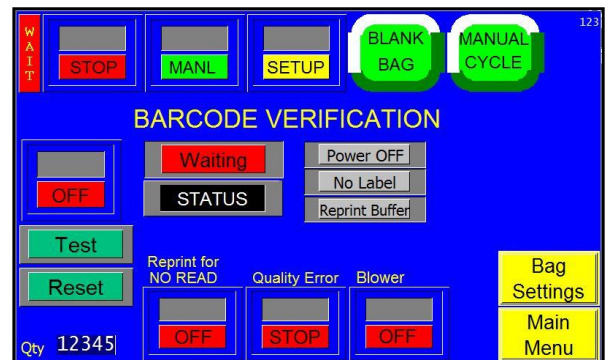 WAIT
STOP
MANL
SETUP
BLANK
BAG
MANUAL
CYCLE
123
BARCODE VERIFICATION
OFF
Waiting
STATUS
Power OFF
No Label
Reprint Buffer
Test
Reset
Reprint for
NO READ
Quality Error
Blower
OFF
STOP
OFF
Bag
Settings
Main
Menu
Qty 12345